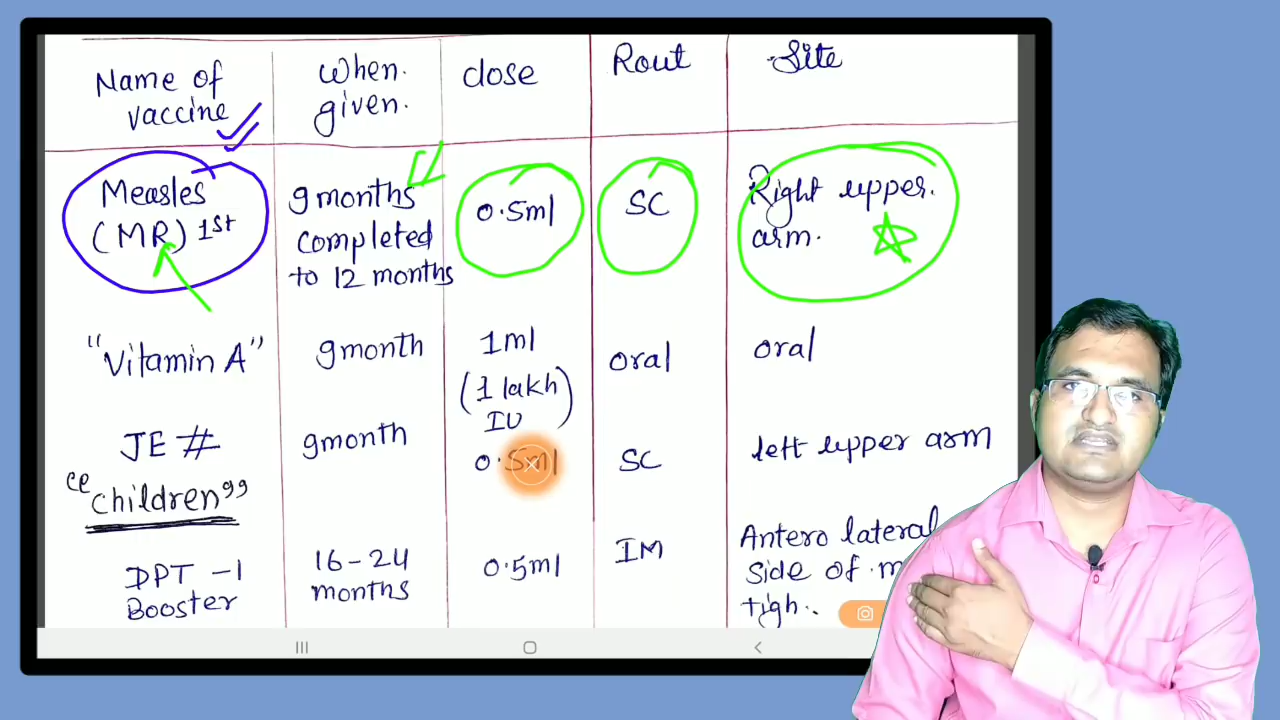 Name of
vaccine
When
given.
dose
Rout
Site
Measles
(MR) 1st
9 months
completed
to 12 months
0.5ml
SC
Right upper.
arm.
"Vitamin A"
9month
1ml
(1 lakh)
IU
oral
oral
JE #
"children"
9month
0.5ml
SC
left upper arm
DPT -1
Booster
16-24
months
0.5ml
IM
Antero lateral
side of
tigh..